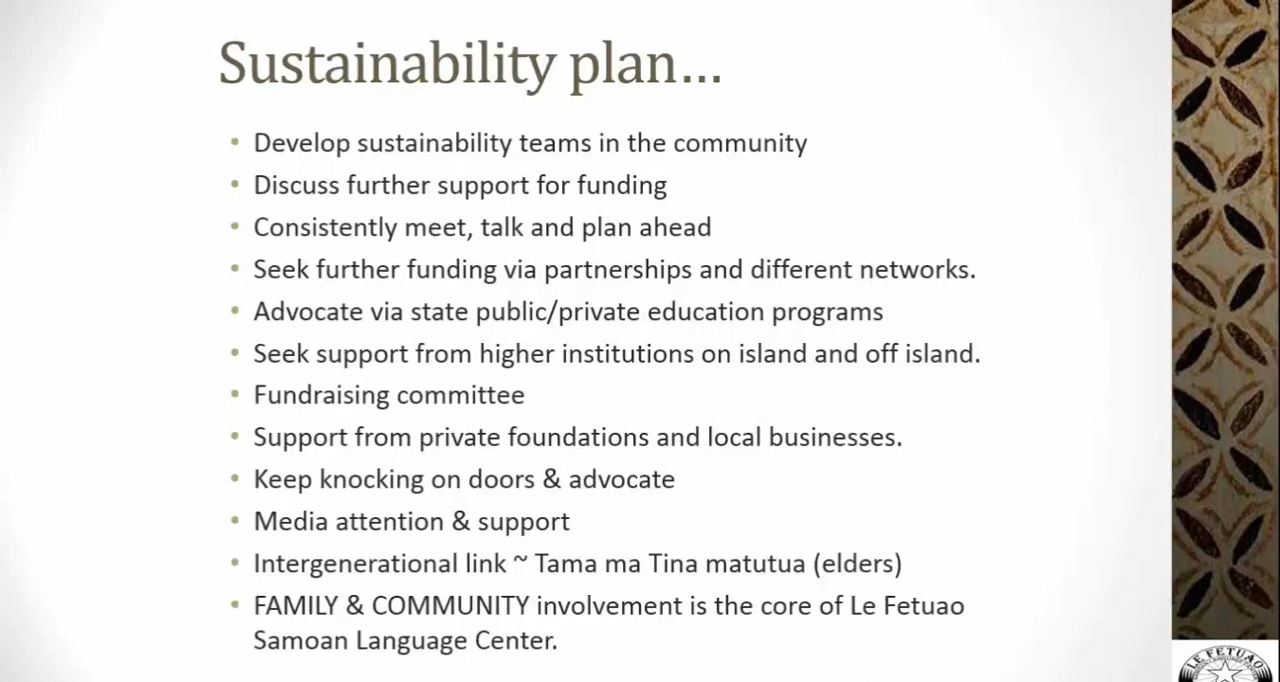 Sustainability plan...
• Develop sustainability teams in the community
• Discuss further support for funding
• Consistently meet, talk and plan ahead
• Seek further funding via partnerships and different networks.
• Advocate via state public/private education programs
• Seek support from higher institutions on island and off island.
• Fundraising committee
• Support from private foundations and local businesses.
• Keep knocking on doors & advocate
• Media attention & support
• Intergenerational link ~ Tama ma Tina matutua (elders)
• FAMILY & COMMUNITY involvement is the core of Le Fetuao
Samoan Language Center.
LE FETUAO